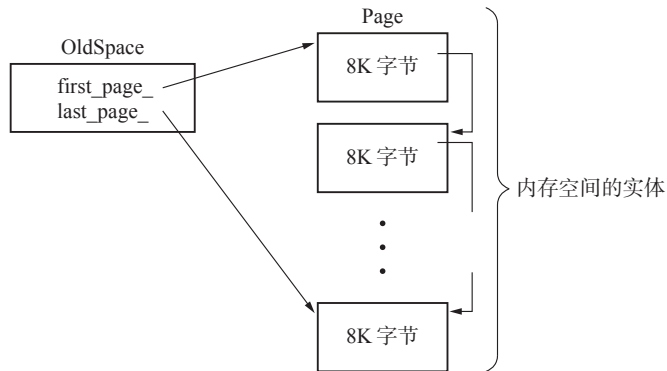 Page
OldSpace
first_page_
last_page_
8K 字节
8K 字节
内存空间的实体
8K 字节